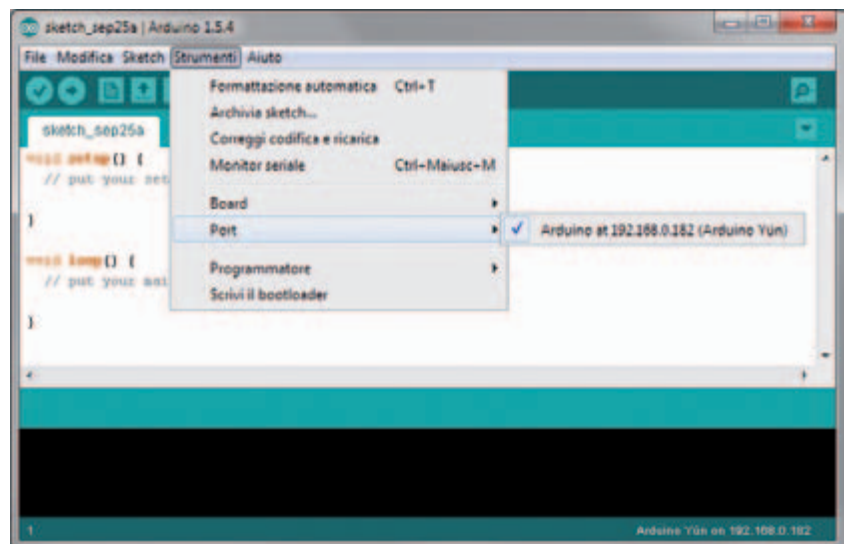 sketch_sep25a | Arduino 1.5.4
File Modifica Sketch Strumenti Aiuto
Formattazione automatica Ctrl+T
Archivia sketch...
Correggi codifica e ricarica
Monitor seriale Ctrl+Maiusc+M
Board
Port
Arduino at 192.168.0.182 (Arduino Yún)
Programmatore
Scrivi il bootloader
sketch_sep25a
void setup() {
// put your set
}
void loop() {
// put your mai
}
1
Arduino Yún on 192.168.0.182